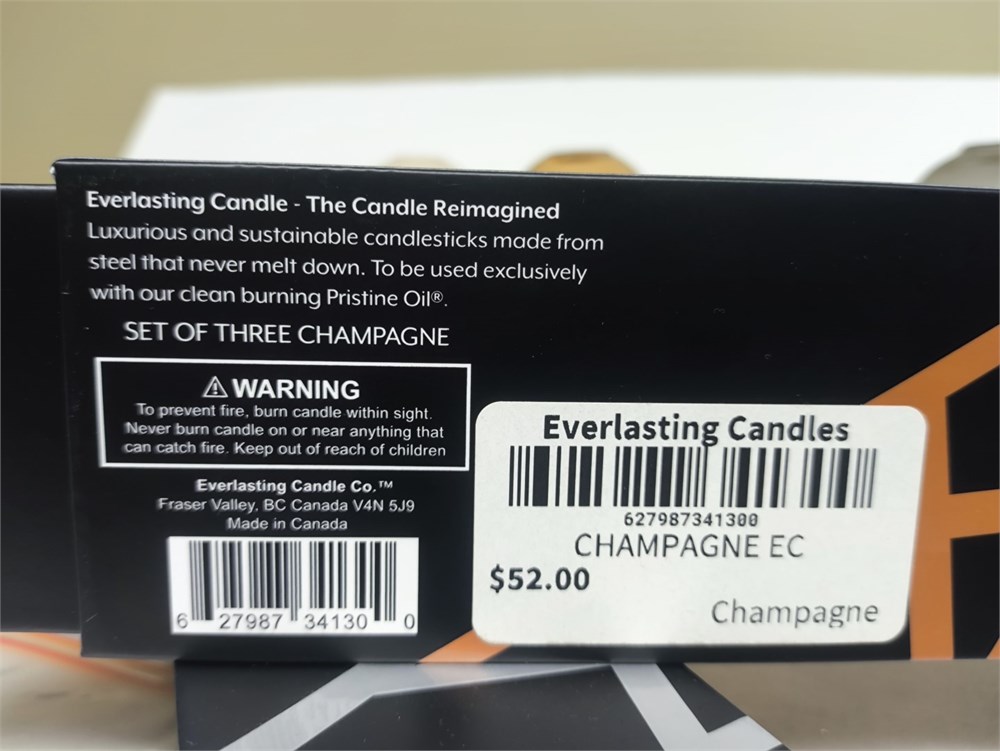 Everlasting Candle - The Candle Reimagined
Luxurious and sustainable candlesticks made from
steel that never melt down. To be used exclusively
with our clean burning Pristine Oil®.
SET OF THREE CHAMPAGNE
⚠ WARNING
To prevent fire, burn candle within sight.
Never burn candle on or near anything that
can catch fire. Keep out of reach of children
Everlasting Candle Co.™
Fraser Valley, BC Canada V4N 5J9
Made in Canada
6 27987 34130 0
Everlasting Candles
627987341300
CHAMPAGNE EC
$52.00
Champagne